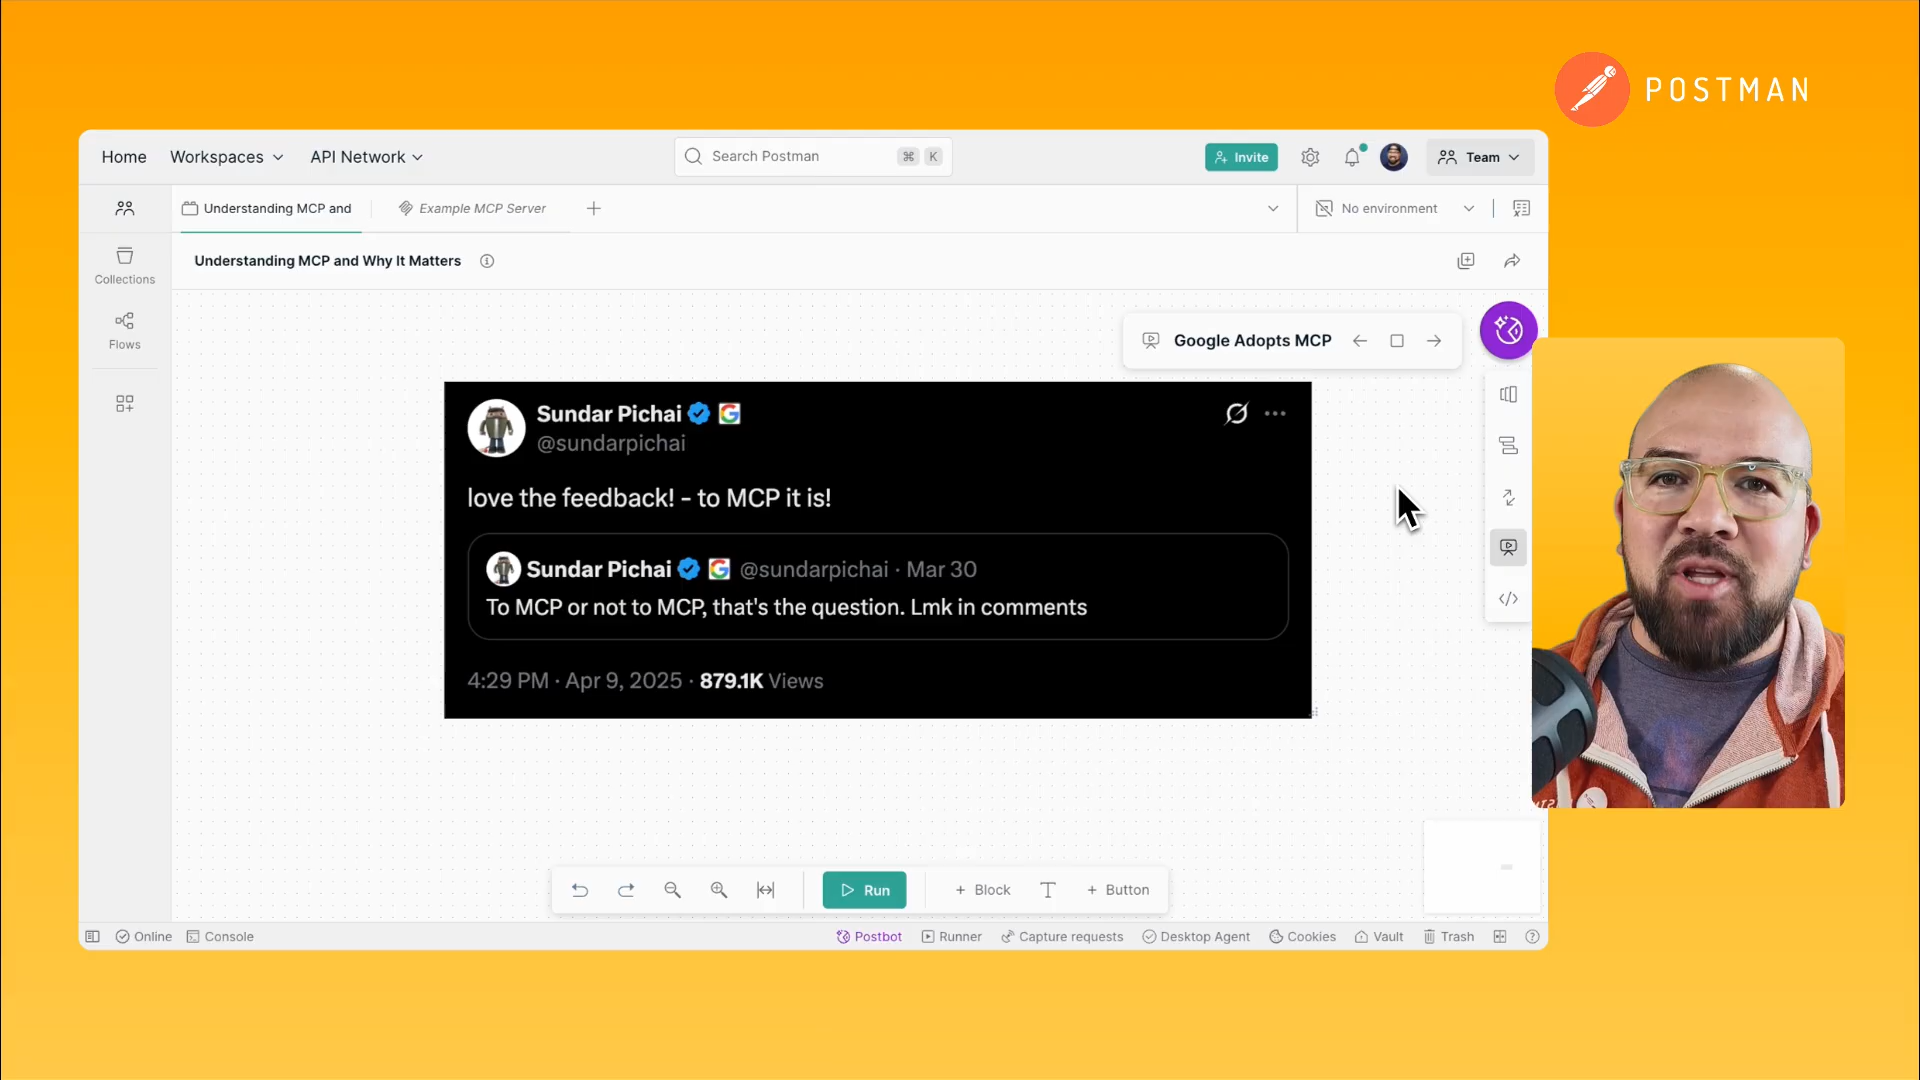 POSTMAN
Home Workspaces API Network Search Postman ⌘ K Invite Team
Understanding MCP and Example MCP Server No environment
Understanding MCP and Why It Matters
Collections
Flows
Google Adopts MCP
Sundar Pichai
@sundarpichai
love the feedback! - to MCP it is!
Sundar Pichai @sundarpichai · Mar 30
To MCP or not to MCP, that's the question. Lmk in comments
4:29 PM · Apr 9, 2025 · 879.1K Views
Run + Block T + Button
Online Console Postbot Runner Capture requests Desktop Agent Cookies Vault Trash